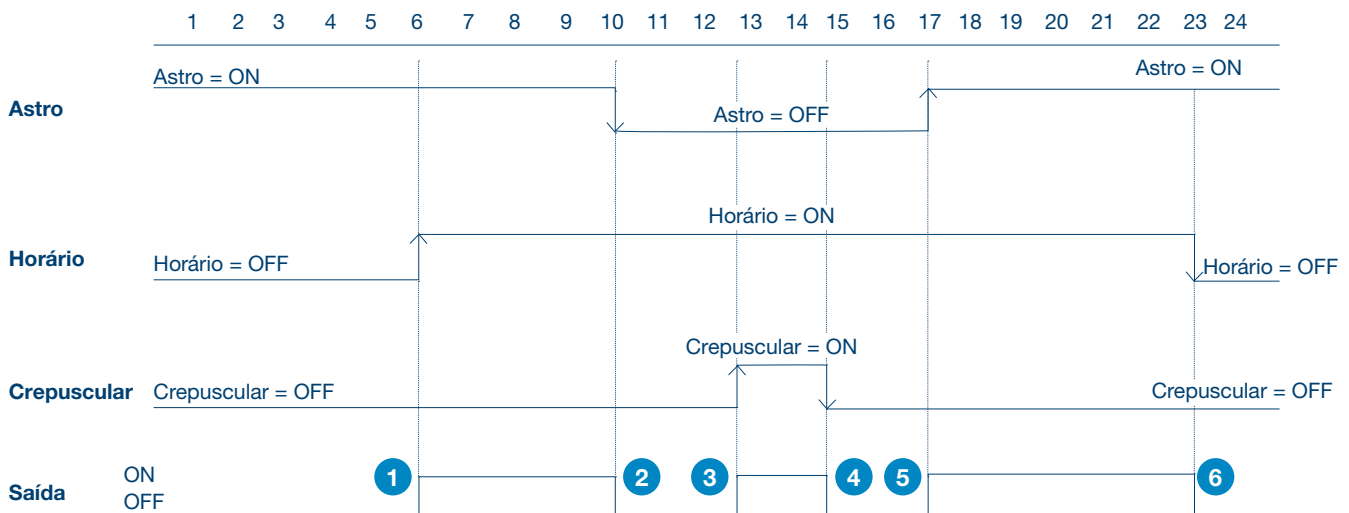 1 2 3 4 5 6 7 8 9 10 11 12 13 14 15 16 17 18 19 20 21 22 23 24
Astro = ON
Astro = ON
Astro
Astro = OFF
Horário = ON
Horário
Horário = OFF
Horário = OFF
Crepuscular = ON
Crepuscular
Crepuscular = OFF
Crepuscular = OFF
Saída
ON
OFF
1 2 3 4 5 6